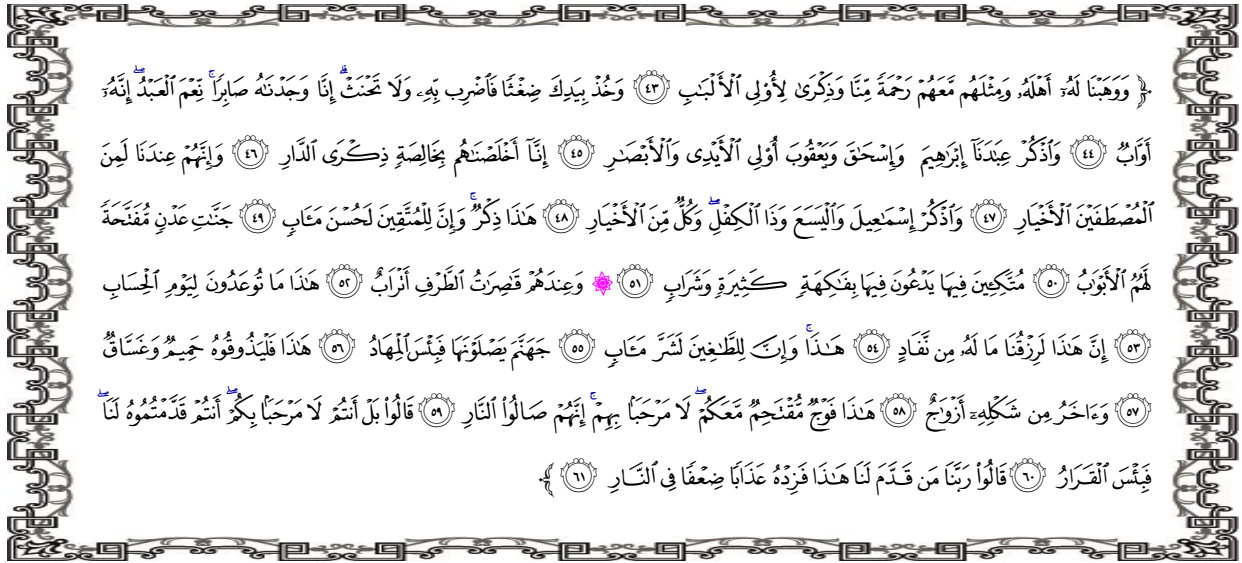 ﴿ وَوَهَبْنَا لَهُۥٓ أَهْلَهُۥ وَمِثْلَهُم مَّعَهُمْ رَحْمَةً مِّنَّا وَذِكْرَىٰ لِأُوْلِى ٱلْأَلْبَـٰبِ ﴿٤٣﴾ وَخُذْ بِيَدِكَ ضِغْثًا فَٱضْرِب بِّهِۦ وَلَا تَحْنَثْ ۗ إِنَّا وَجَدْنَـٰهُ صَابِرًا ۚ نِّعْمَ ٱلْعَبْدُ ۖ إِنَّهُۥٓ
أَوَّابٌ ﴿٤٤﴾ وَٱذْكُرْ عِبَـٰدَنَآ إِبْرَٰهِيمَ وَإِسْحَـٰقَ وَيَعْقُوبَ أُوْلِى ٱلْأَيْدِى وَٱلْأَبْصَـٰرِ ﴿٤٥﴾ إِنَّآ أَخْلَصْنَـٰهُم بِخَالِصَةٍ ذِكْرَى ٱلدَّارِ ﴿٤٦﴾ وَإِنَّهُمْ عِندَنَا لَمِنَ
ٱلْمُصْطَفَيْنَ ٱلْأَخْيَارِ ﴿٤٧﴾ وَٱذْكُرْ إِسْمَـٰعِيلَ وَٱلْيَسَعَ وَذَا ٱلْكِفْلِ ۖ وَكُلٌّ مِّنَ ٱلْأَخْيَارِ ﴿٤٨﴾ هَـٰذَا ذِكْرٌ ۚ وَإِنَّ لِلْمُتَّقِينَ لَحُسْنَ مَـَٔابٍ ﴿٤٩﴾ جَنَّـٰتِ عَدْنٍ مُّفَتَّحَةً
لَّهُمُ ٱلْأَبْوَٰبُ ﴿٥٠﴾ مُتَّكِـِٔينَ فِيهَا يَدْعُونَ فِيهَا بِفَـٰكِهَةٍ كَثِيرَةٍ وَشَرَابٍ ﴿٥١﴾ ۞ وَعِندَهُمْ قَـٰصِرَٰتُ ٱلطَّرْفِ أَتْرَابٌ ﴿٥٢﴾ هَـٰذَا مَا تُوعَدُونَ لِيَوْمِ ٱلْحِسَابِ
﴿٥٣﴾ إِنَّ هَـٰذَا لَرِزْقُنَا مَا لَهُۥ مِن نَّفَادٍ ﴿٥٤﴾ هَـٰذَا ۚ وَإِنَّ لِلطَّـٰغِينَ لَشَرَّ مَـَٔابٍ ﴿٥٥﴾ جَهَنَّمَ يَصْلَوْنَهَا فَبِئْسَ ٱلْمِهَادُ ﴿٥٦﴾ هَـٰذَا فَلْيَذُوقُوهُ حَمِيمٌ وَغَسَّاقٌ
﴿٥٧﴾ وَءَاخَرُ مِن شَكْلِهِۦٓ أَزْوَٰجٌ ﴿٥٨﴾ هَـٰذَا فَوْجٌ مُّقْتَحِمٌ مَّعَكُمْ ۖ لَا مَرْحَبًۢا بِهِمْ ۚ إِنَّهُمْ صَالُواْ ٱلنَّارِ ﴿٥٩﴾ قَالُواْ بَلْ أَنتُمْ لَا مَرْحَبًۢا بِكُمْ ۖ أَنتُمْ قَدَّمْتُمُوهُ لَنَا ۖ
فَبِئْسَ ٱلْقَرَارُ ﴿٦٠﴾ قَالُواْ رَبَّنَا مَن قَدَّمَ لَنَا هَـٰذَا فَزِدْهُ عَذَابًا ضِعْفًا فِى ٱلنَّارِ ﴿٦١﴾ ﴾